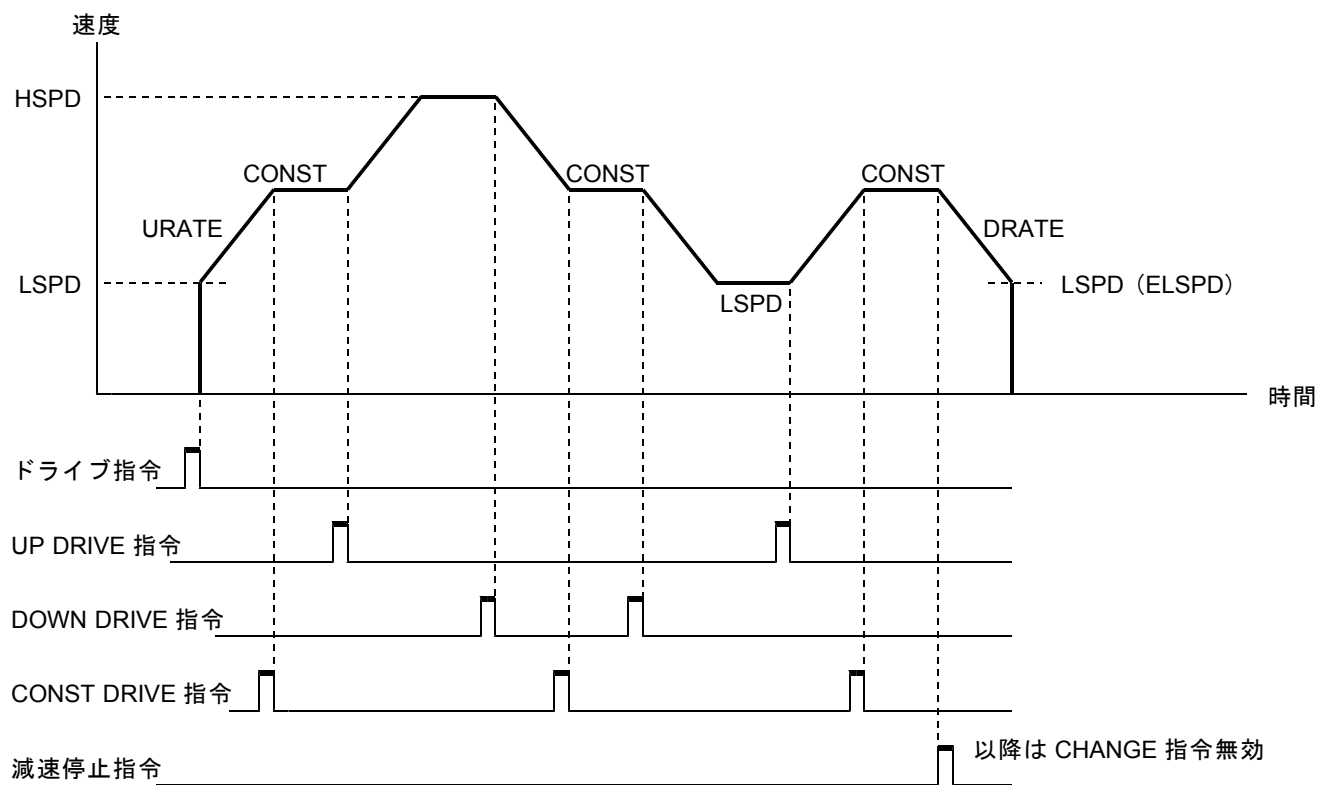 速度
HSPD
CONST
CONST
CONST
URATE
DRATE
LSPD
LSPD
LSPD（ELSPD）
時間
ドライブ指令
UP DRIVE 指令
DOWN DRIVE 指令
CONST DRIVE 指令
減速停止指令
以降は CHANGE 指令無効